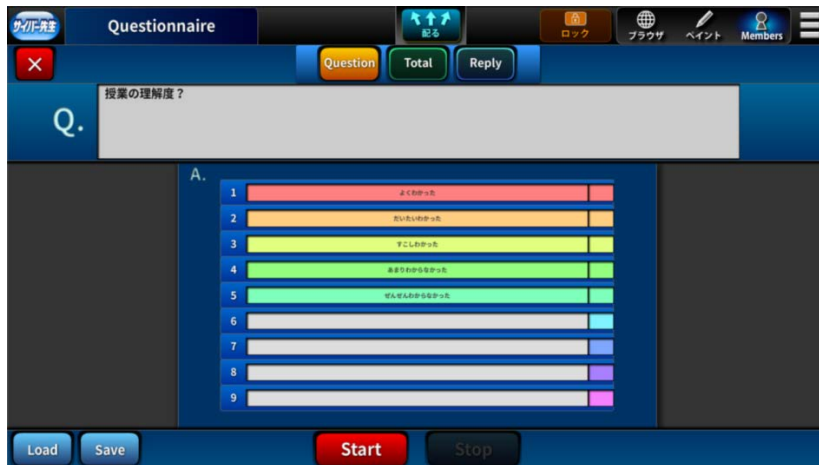 サイバー先生
Questionnaire
配る
ロック
ブラウザ
ペイント
Members
Question
Total
Reply
Q.
授業の理解度？
A.
1 よくわかった
2 だいたいわかった
3 すこしわかった
4 あまりわからなかった
5 ぜんぜんわからなかった
6
7
8
9
Load
Save
Start
Stop